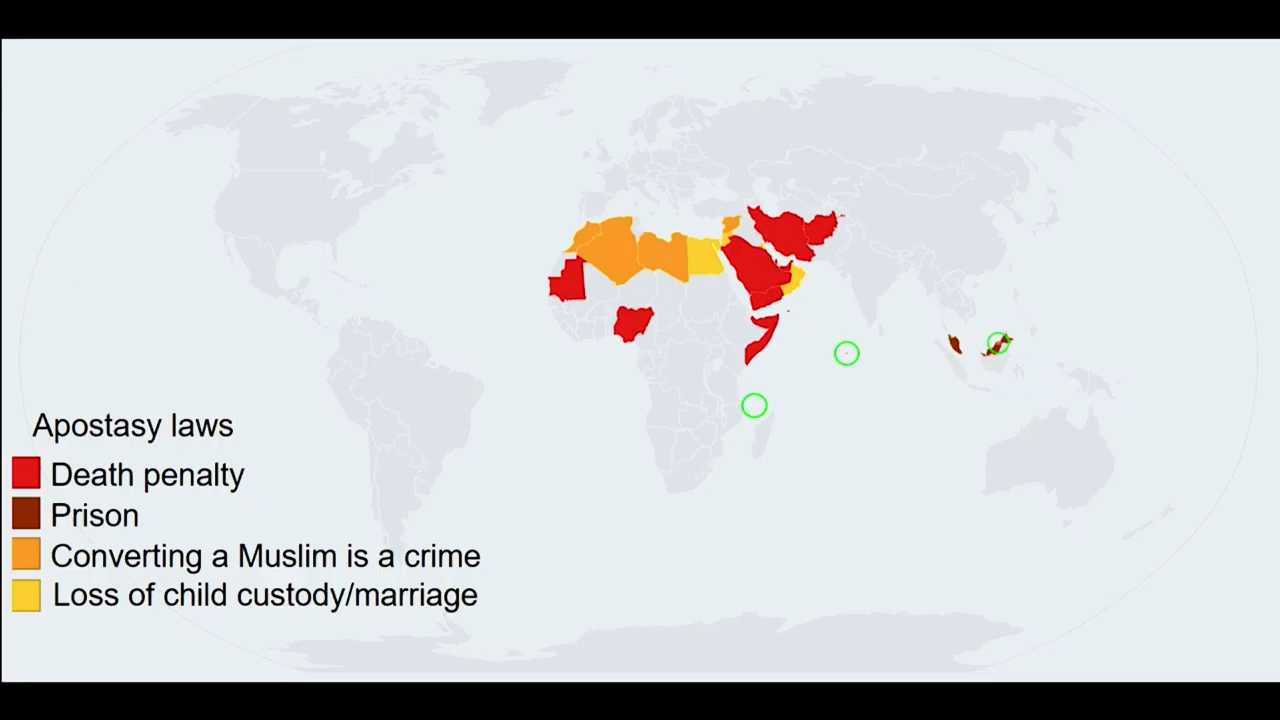 Apostasy laws
Death penalty
Prison
Converting a Muslim is a crime
Loss of child custody/marriage